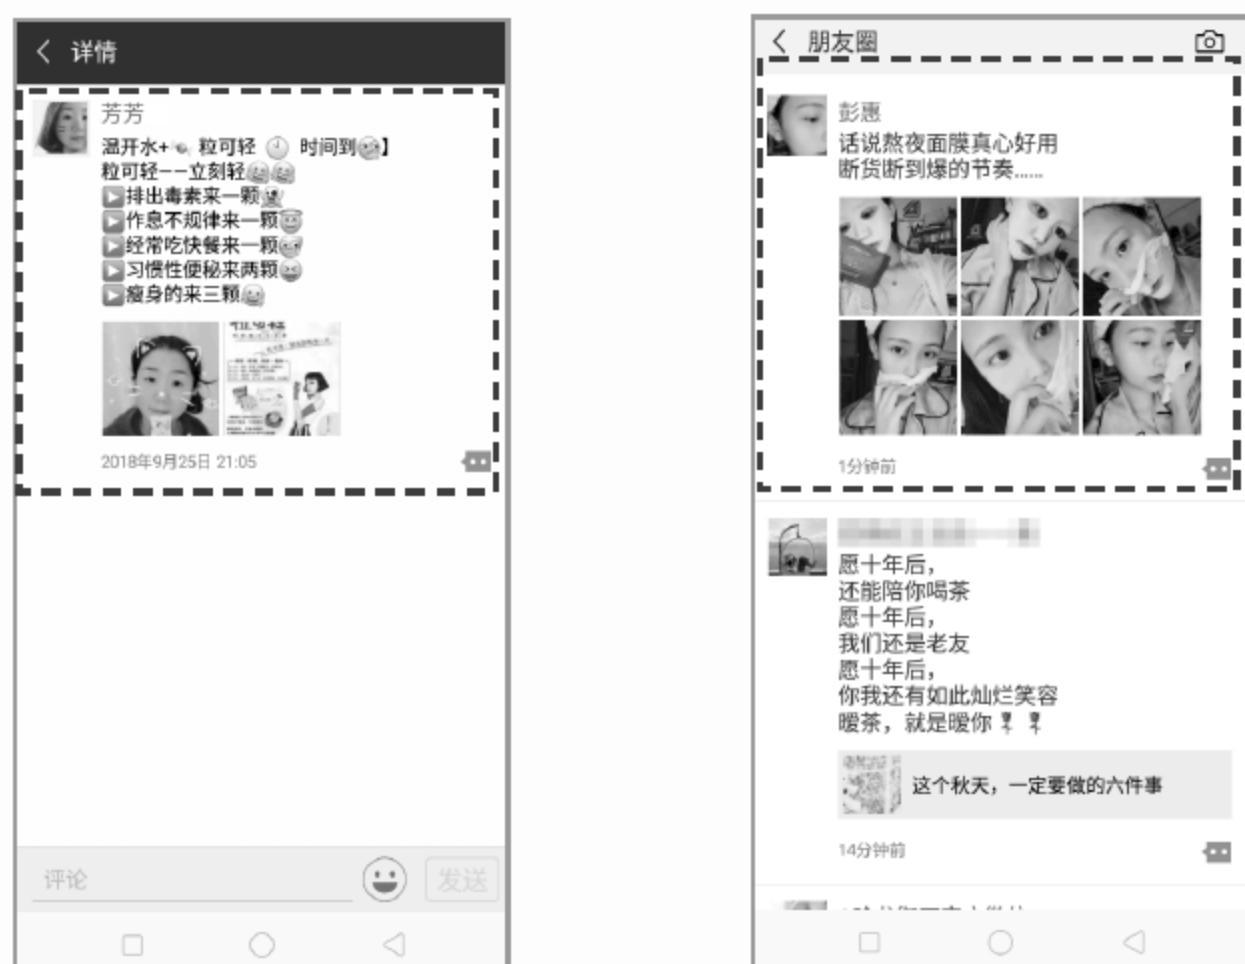 详情
芳芳
温开水+ 粒可轻 时间到】
粒可轻——立刻轻
排出毒素来一颗
作息不规律来一颗
经常吃快餐来一颗
习惯性便秘来两颗
瘦身的来三颗
2018年9月25日 21:05
评论
发送
朋友圈
彭惠
话说熬夜面膜真心好用
断货断到爆的节奏......
1分钟前
愿十年后,
还能陪你喝茶
愿十年后,
我们还是老友
愿十年后,
你我还有如此灿烂笑容
暖茶,就是暖你
这个秋天,一定要做的六件事
14分钟前